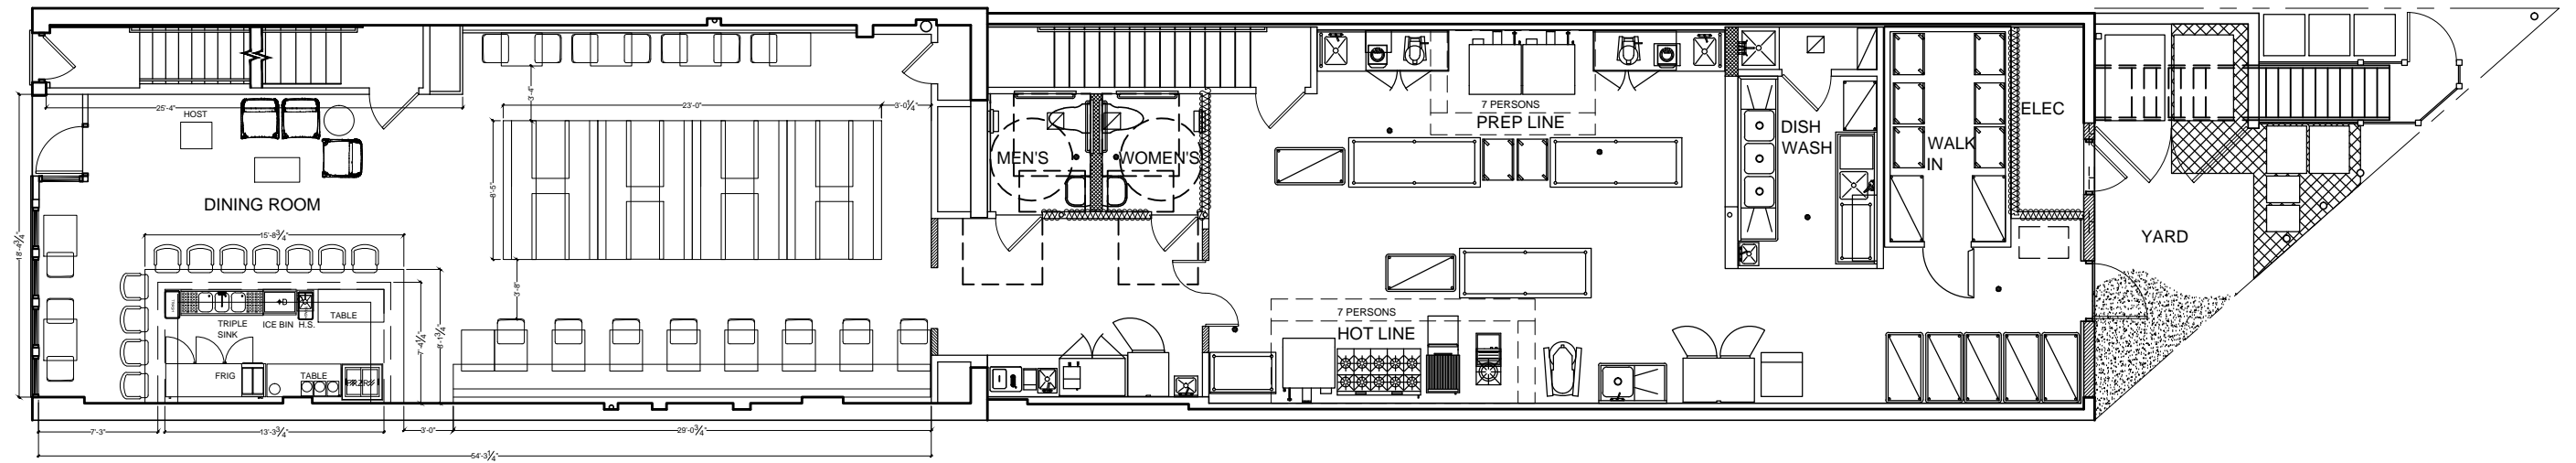 25'-4"
HOST
DINING ROOM
18'-4¾"
15'-8¾"
TRIPLE
SINK
ICE BIN
H.S.
TABLE
FRIG
TABLE
7'-4¼"
8'-1¾"
7'-3"
13'-3¾"
3'-0"
29'-0¾"
54'-3¼"
3'-4"
23'-0"
3'-0¼"
8'-5"
3'-8"
MEN'S
WOMEN'S
7 PERSONS
PREP LINE
7 PERSONS
HOT LINE
DISH
WASH
WALK
IN
ELEC
YARD